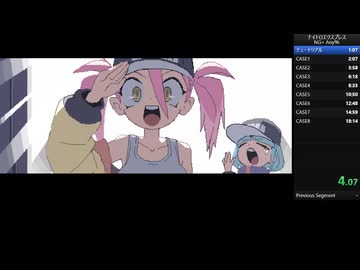 ナイトロエクスプレス
NG+ Any%
チュートリアル 1:07
CASE1 2:07
CASE2 3:58
CASE3 6:18
CASE4 8:33
CASE5 10:50
CASE6 12:48
CASE7 14:59
CASE8 18:14
4.07
Previous Segment -